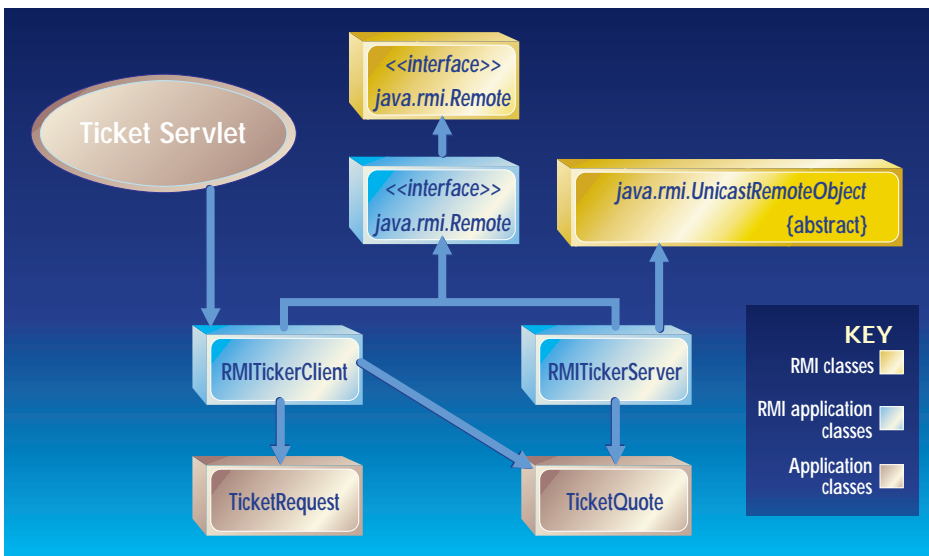 <<interface>>
java.rmi.Remote
Ticket Servlet
<<interface>>
java.rmi.Remote
java.rmi.UnicastRemoteObject
{abstract}
RMITickerClient
RMITickerServer
KEY
RMI classes
RMI application
classes
Application
classes
TicketRequest
TicketQuote